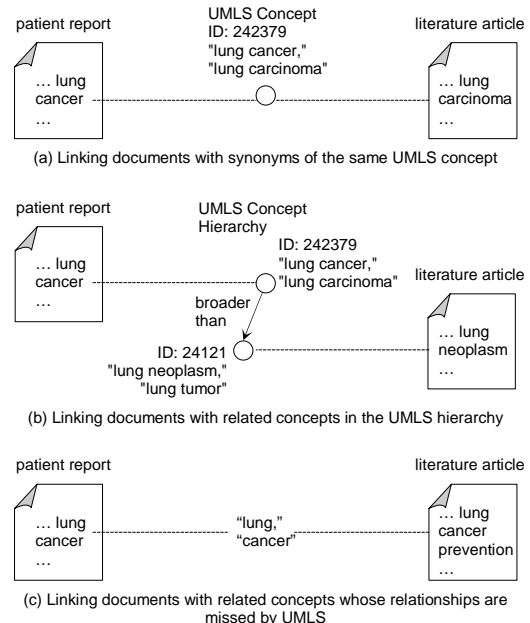 UMLS Concept
ID: 242379
"lung cancer,"
"lung carcinoma"
patient report
literature article
… lung
cancer
…
… lung
carcinoma
…
(a) Linking documents with synonyms of the same UMLS concept
patient report
UMLS Concept
Hierarchy
ID: 242379
"lung cancer,"
"lung carcinoma"
literature article
… lung
cancer
…
broader
than
ID: 24121
"lung neoplasm,"
"lung tumor"
… lung
neoplasm
…
(b) Linking documents with related concepts in the UMLS hierarchy
patient report
literature article
… lung
cancer
…
“lung,”
“cancer”
… lung
cancer
prevention
…
(c) Linking documents with related concepts whose relationships are
missed by UMLS